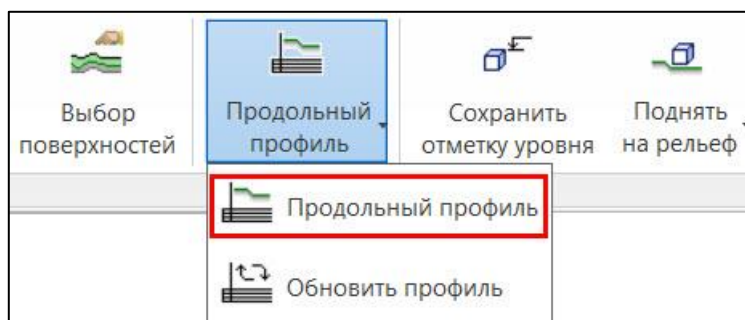 Выбор
поверхностей
Продольный
профиль
Сохранить
отметку уровня
Поднять
на рельеф
Продольный профиль
Обновить профиль